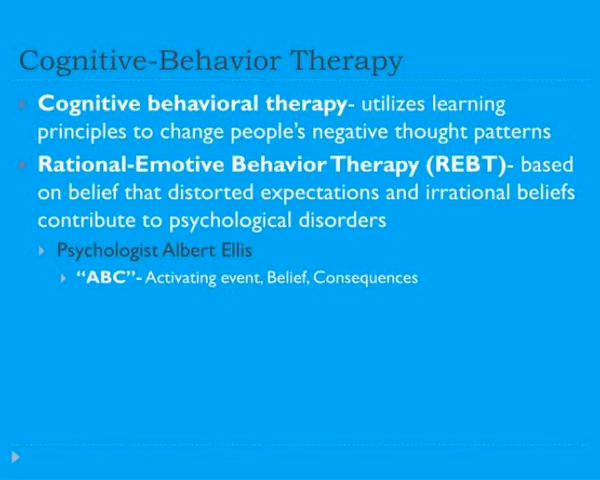 Cognitive-Behavior Therapy
Cognitive behavioral therapy- utilizes learning
principles to change people’s negative thought patterns
Rational-Emotive Behavior Therapy (REBT)- based
on belief that distorted expectations and irrational beliefs
contribute to psychological disorders
Psychologist Albert Ellis
“ABC”- Activating event, Belief, Consequences